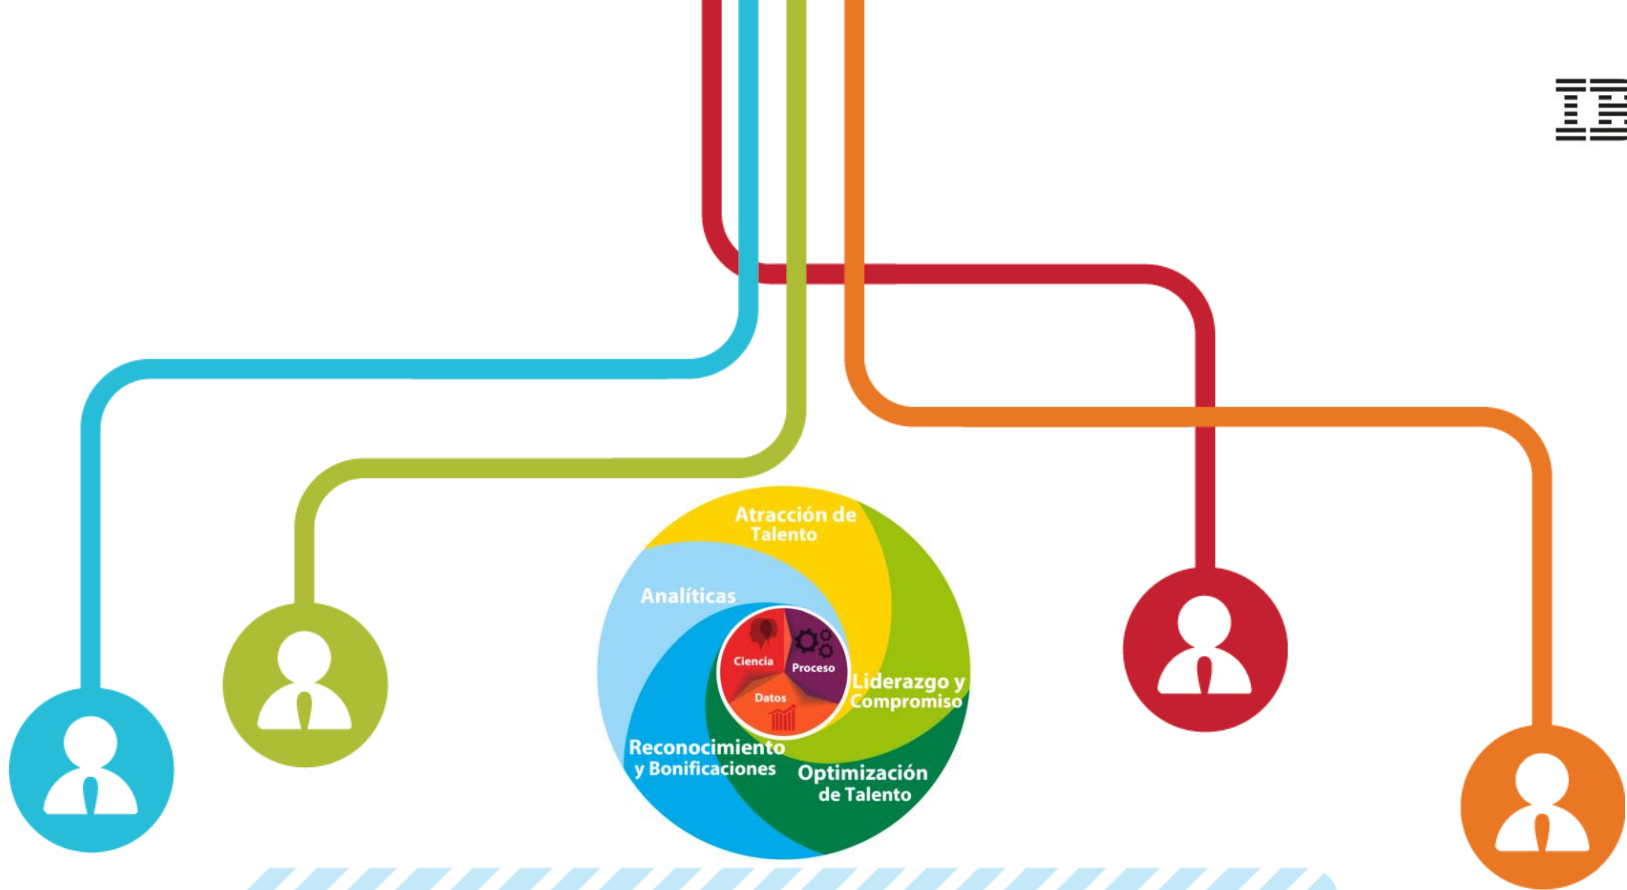 Atracción de
Talento
Analíticas
Ciencia
Proceso
Datos
Liderazgo y
Compromiso
Reconocimiento
y Bonificaciones
Optimización
de Talento